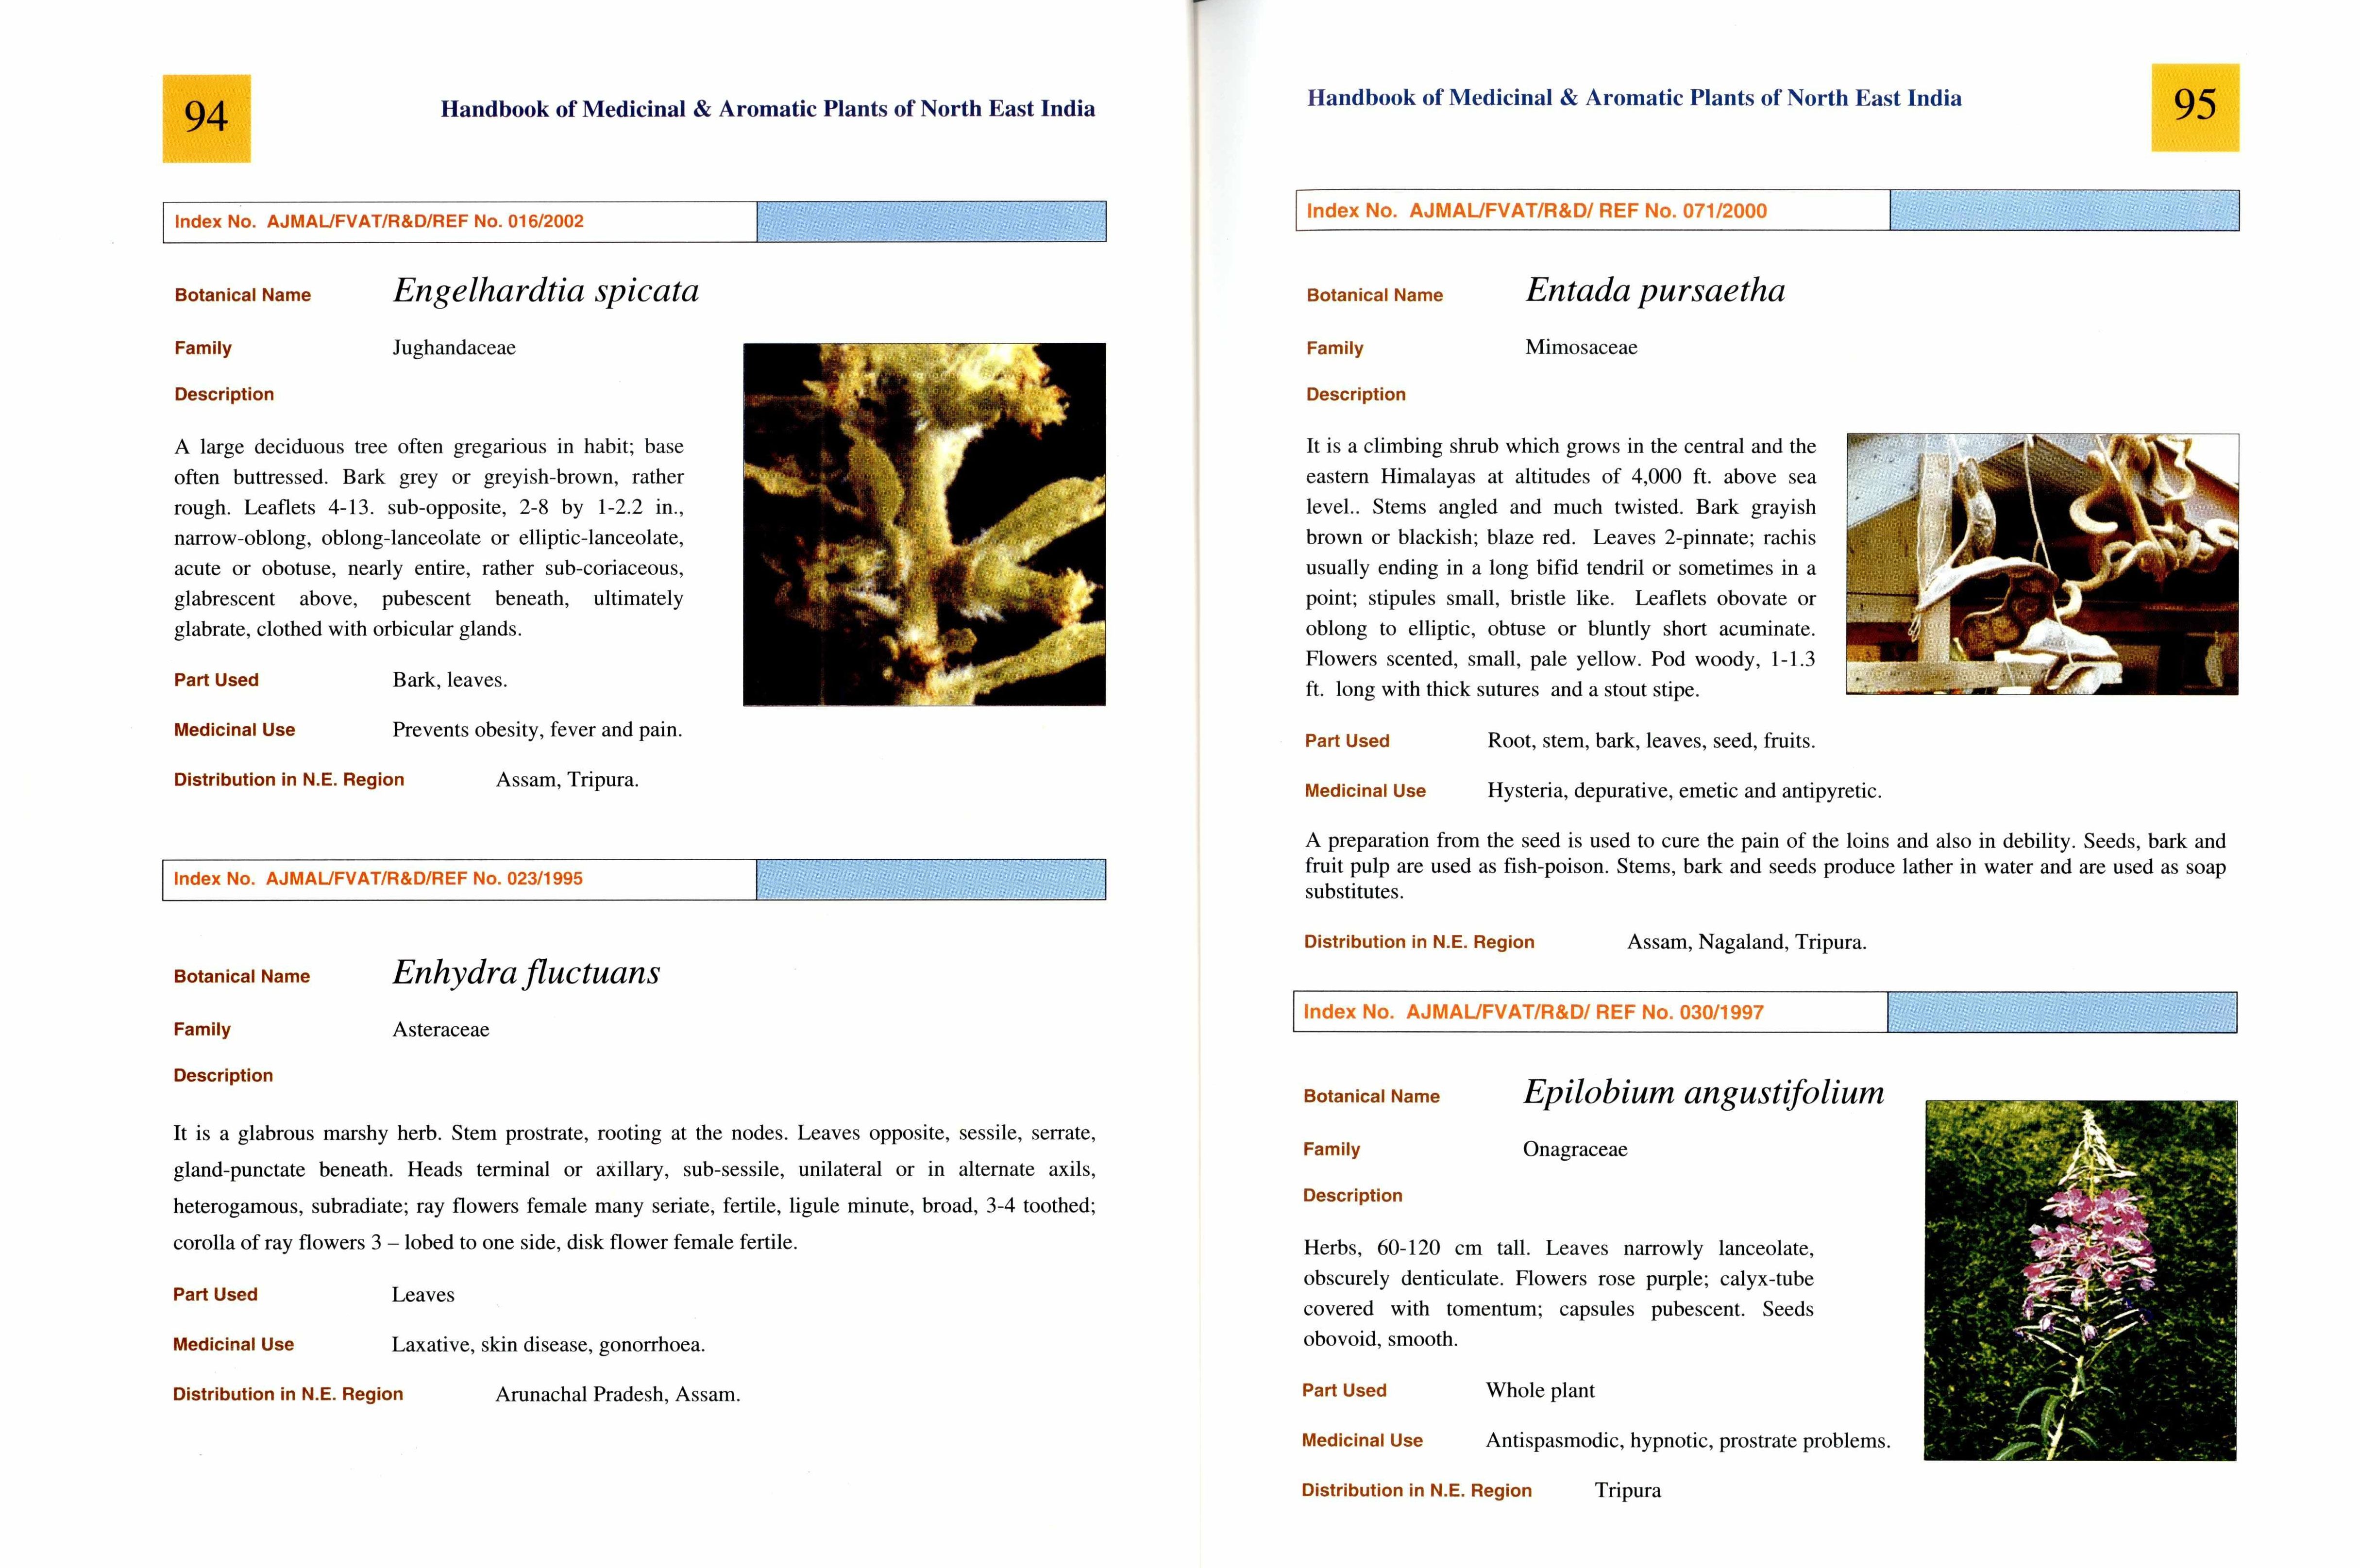 94
Handbook of Medicinal & Aromatic Plants of North East India
Index No. AJMAL/FVAT/R&D/REF No. 016/2002
Botanical Name Engelhardtia spicata
Family Jughandaceae
Description
A large deciduous tree often gregarious in habit; base
often buttressed. Bark grey or greyish-brown, rather
rough. Leaflets 4-13. sub-opposite, 2-8 by 1-2.2 in.,
narrow-oblong, oblong-lanceolate or elliptic-lanceolate,
acute or obotuse, nearly entire, rather sub-coriaceous,
glabrescent above, pubescent beneath, ultimately
glabrate, clothed with orbicular glands.
Part Used Bark, leaves.
Medicinal Use Prevents obesity, fever and pain.
Distribution in N.E. Region Assam, Tripura.
Index No. AJMAL/FVAT/R&D/REF No. 023/1995
Botanical Name Enhydra fluctuans
Family Asteraceae
Description
It is a glabrous marshy herb. Stem prostrate, rooting at the nodes. Leaves opposite, sessile, serrate,
gland-punctate beneath. Heads terminal or axillary, sub-sessile, unilateral or in alternate axils,
heterogamous, subradiate; ray flowers female many seriate, fertile, ligule minute, broad, 3-4 toothed;
corolla of ray flowers 3 – lobed to one side, disk flower female fertile.
Part Used Leaves
Medicinal Use Laxative, skin disease, gonorrhoea.
Distribution in N.E. Region Arunachal Pradesh, Assam.
Handbook of Medicinal & Aromatic Plants of North East India
95
Index No. AJMAL/FVAT/R&D/ REF No. 071/2000
Botanical Name Entada pursaetha
Family Mimosaceae
Description
It is a climbing shrub which grows in the central and the
eastern Himalayas at altitudes of 4,000 ft. above sea
level.. Stems angled and much twisted. Bark grayish
brown or blackish; blaze red. Leaves 2-pinnate; rachis
usually ending in a long bifid tendril or sometimes in a
point; stipules small, bristle like. Leaflets obovate or
oblong to elliptic, obtuse or bluntly short acuminate.
Flowers scented, small, pale yellow. Pod woody, 1-1.3
ft. long with thick sutures and a stout stipe.
Part Used Root, stem, bark, leaves, seed, fruits.
Medicinal Use Hysteria, depurative, emetic and antipyretic.
A preparation from the seed is used to cure the pain of the loins and also in debility. Seeds, bark and
fruit pulp are used as fish-poison. Stems, bark and seeds produce lather in water and are used as soap
substitutes.
Distribution in N.E. Region Assam, Nagaland, Tripura.
Index No. AJMAL/FVAT/R&D/ REF No. 030/1997
Botanical Name Epilobium angustifolium
Family Onagraceae
Description
Herbs, 60-120 cm tall. Leaves narrowly lanceolate,
obscurely denticulate. Flowers rose purple; calyx-tube
covered with tomentum; capsules pubescent. Seeds
obovoid, smooth.
Part Used Whole plant
Medicinal Use Antispasmodic, hypnotic, prostrate problems.
Distribution in N.E. Region Tripura